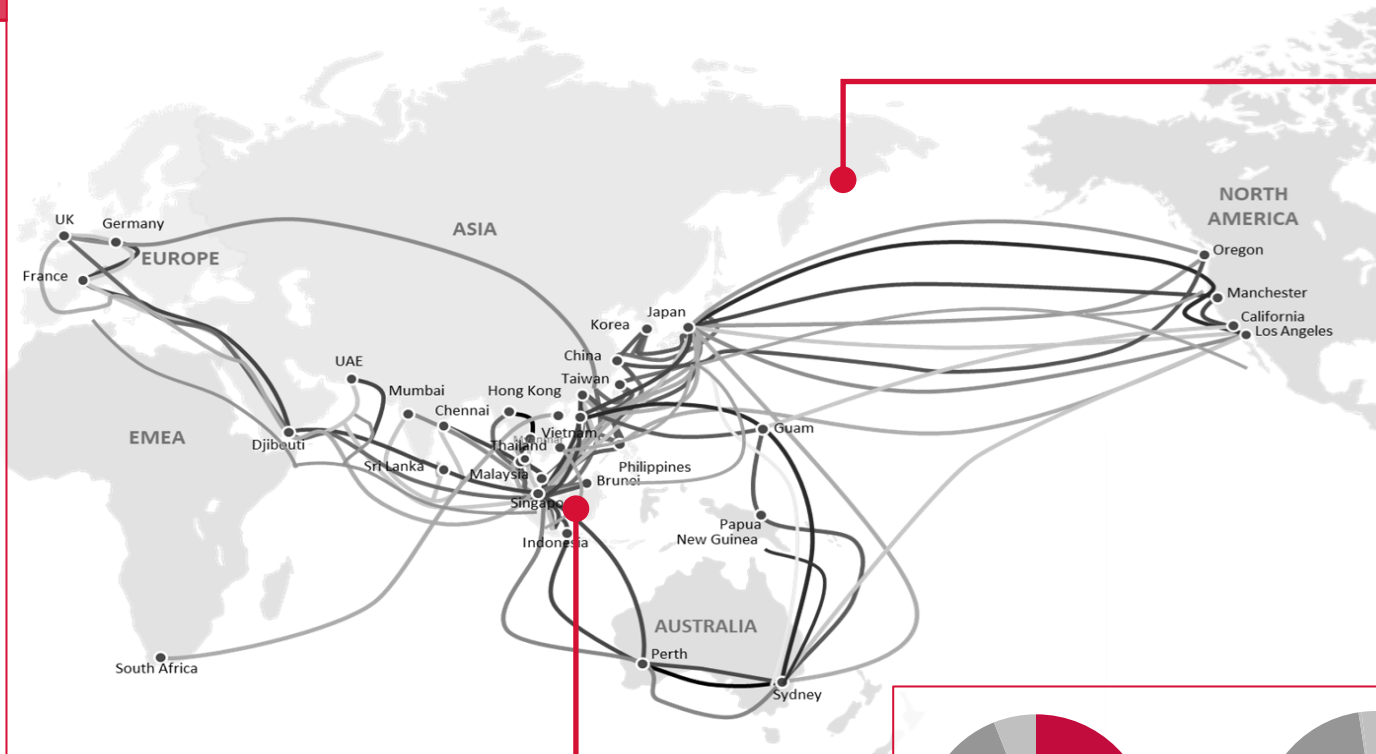 NORTH
AMERICA
UK
Germany
ASIA
EUROPE
France
Oregon
Manchester
California
Los Angeles
Japan
Korea
China
Taiwan
UAE
Mumbai
Hong Kong
Chennai
Vietnam
Thailand
Guam
EMEA
Djibouti
Sri Lanka
Malaysia
Philippines
Brunei
Papua
New Guinea
Indonesia
AUSTRALIA
Perth
South Africa
Sydney